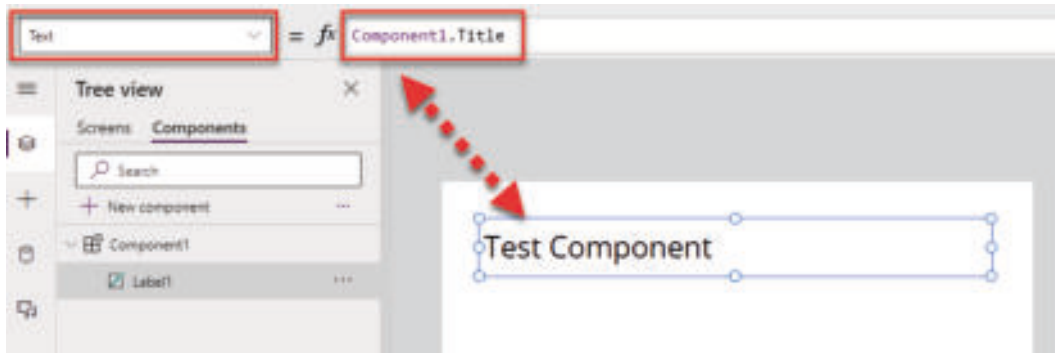 Text = fx Component1.Title
Tree view
Screens Components
Search
New component
Component1
Label1
Test Component